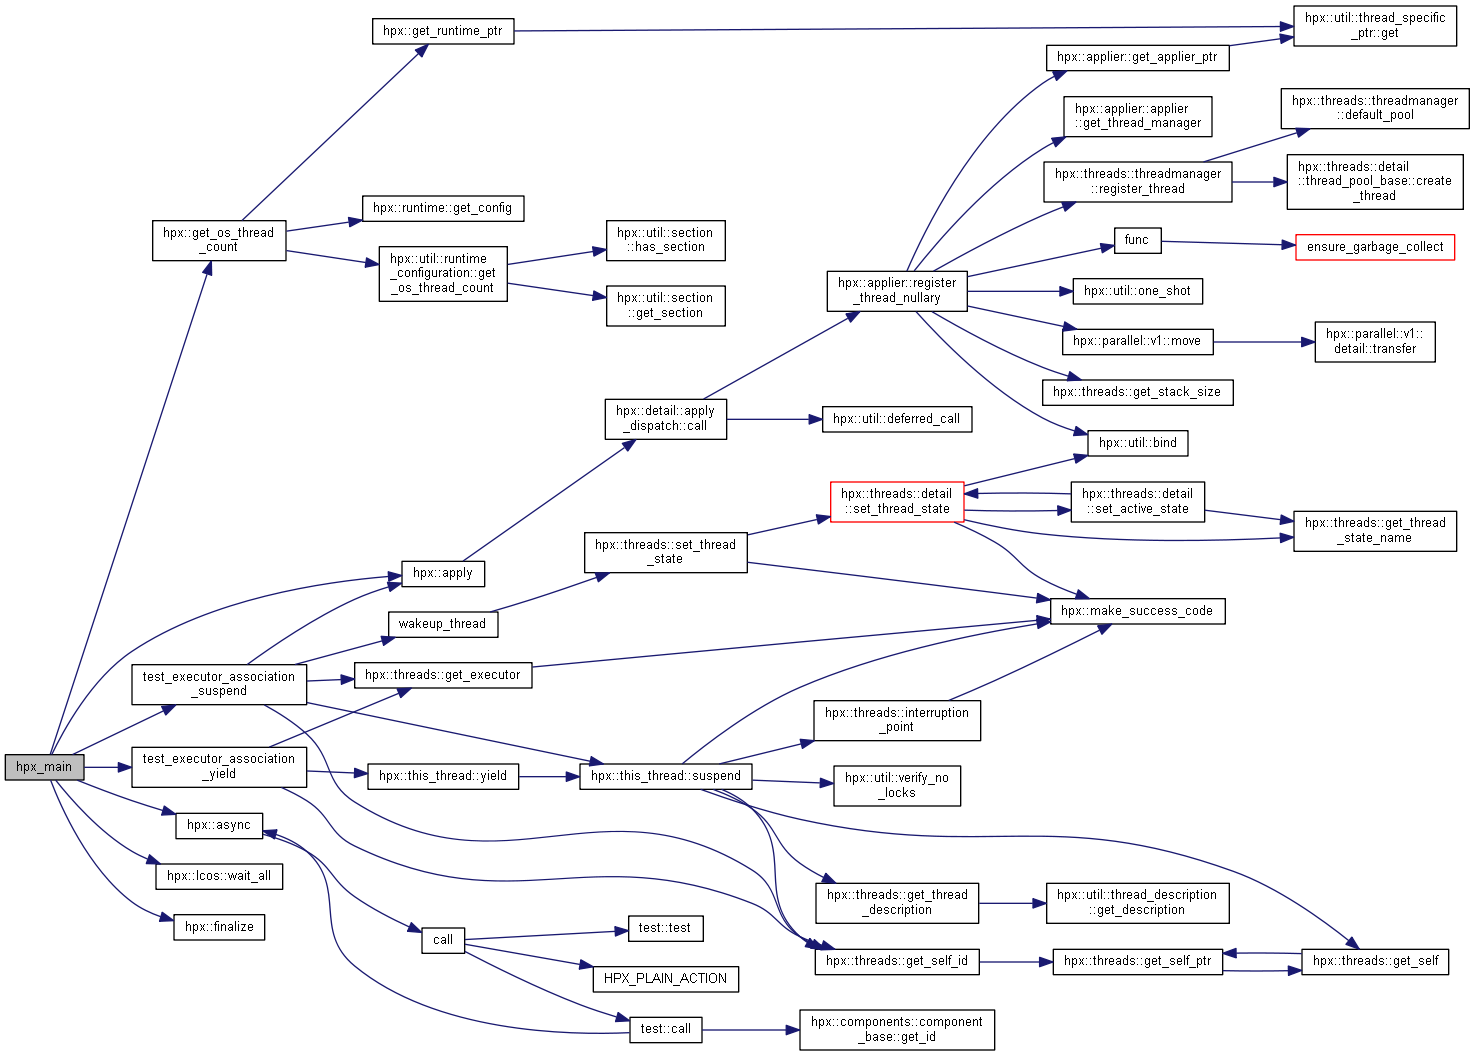 hpx::get_runtime_ptr
hpx::util::thread_specific
_ptr::get
hpx::applier::get_applier_ptr
hpx::applier::applier
::get_thread_manager
hpx::threads::threadmanager
::default_pool
hpx::threads::threadmanager
::register_thread
hpx::threads::detail
::thread_pool_base::create
_thread
hpx::runtime::get_config
hpx::get_os_thread
_count
hpx::util::section
::has_section
func
ensure_garbage_collect
hpx::util::runtime
_configuration::get
_os_thread_count
hpx::util::section
::get_section
hpx::applier::register
_thread_nullary
hpx::util::one_shot
hpx::parallel::v1::move
hpx::parallel::v1::
detail::transfer
hpx::threads::get_stack_size
hpx::detail::apply
_dispatch::call
hpx::util::deferred_call
hpx::util::bind
hpx::threads::detail
::set_thread_state
hpx::threads::detail
::set_active_state
hpx::threads::get_thread
_state_name
hpx::threads::set_thread
_state
hpx::apply
wakeup_thread
hpx::make_success_code
test_executor_association
_suspend
hpx::threads::get_executor
hpx::threads::interruption
_point
hpx_main
test_executor_association
_yield
hpx::this_thread::yield
hpx::this_thread::suspend
hpx::util::verify_no
_locks
hpx::async
hpx::lcos::wait_all
hpx::threads::get_thread
_description
hpx::util::thread_description
::get_description
hpx::finalize
call
test::test
hpx::threads::get_self_id
hpx::threads::get_self_ptr
hpx::threads::get_self
HPX_PLAIN_ACTION
test::call
hpx::components::component
_base::get_id